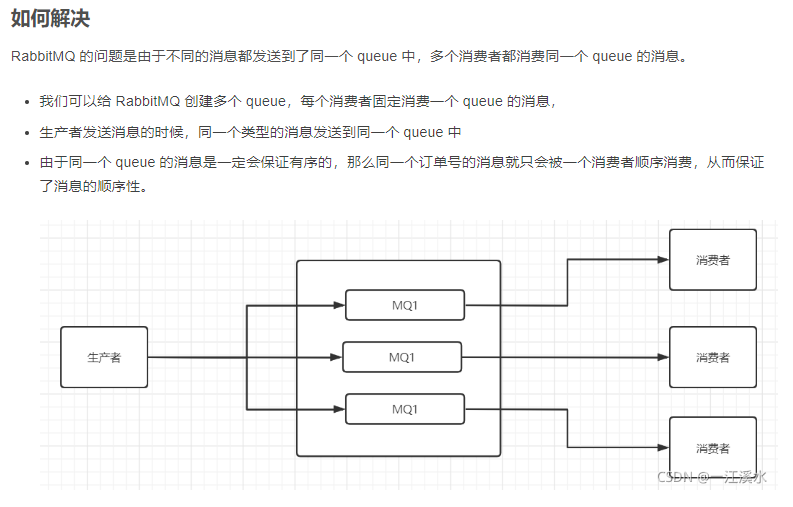 如何解决
RabbitMQ 的问题是由于不同的消息都发送到了同一个 queue 中，多个消费者都消费同一个 queue 的消息。
我们可以给 RabbitMQ 创建多个 queue，每个消费者固定消费一个 queue 的消息，
生产者发送消息的时候，同一个类型的消息发送到同一个 queue 中
由于同一个 queue 的消息是一定会保证有序的，那么同一个订单号的消息就只会被一个消费者顺序消费，从而保证
了消息的顺序性。
消费者
MQ1
生产者
MQ1
消费者
MQ1
消费者
CSDN @一江溪水